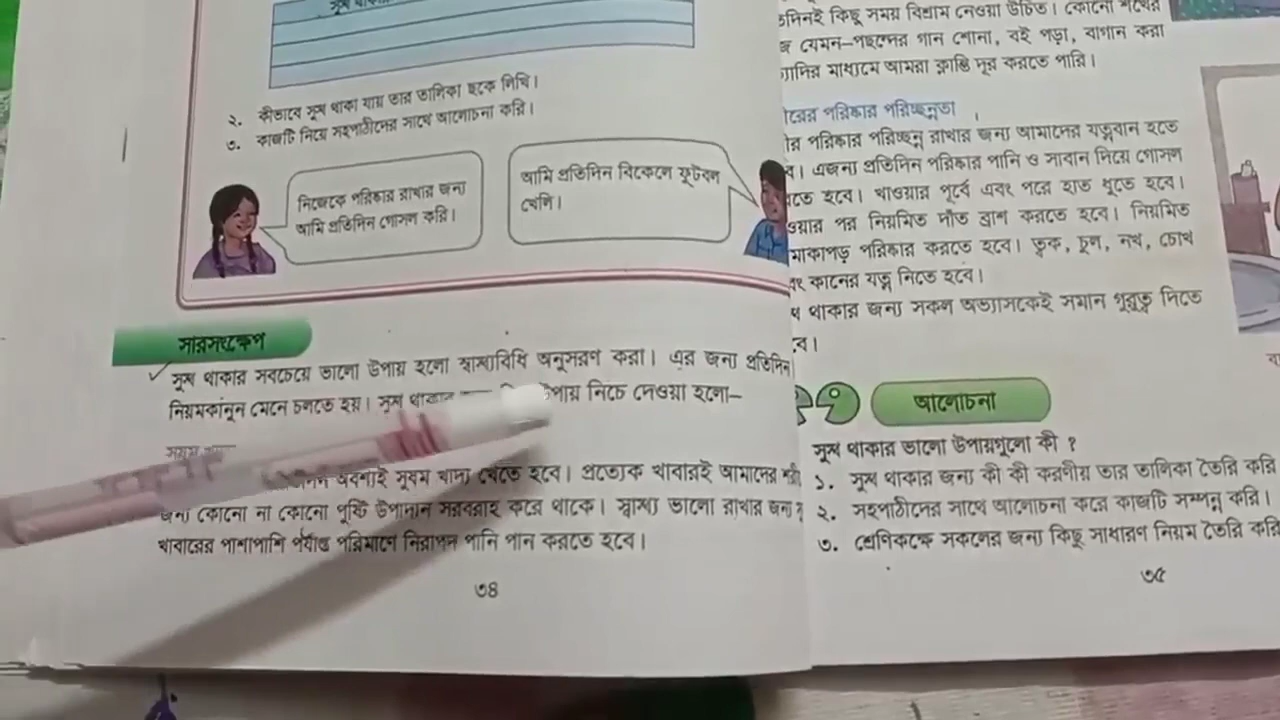 সুস্থ থাকার
২. কীভাবে সুস্থ থাকা যায় তার তালিকা ছকে লিখি।
৩. কাজটি নিয়ে সহপাঠীদের সাথে আলোচনা করি।
নিজেকে পরিষ্কার রাখার জন্য
আমি প্রতিদিন গোসল করি।
আমি প্রতিদিন বিকেলে ফুটবল
খেলি।
সারসংক্ষেপ
সুস্থ থাকার সবচেয়ে ভালো উপায় হলো স্বাস্থ্যবিধি অনুসরণ করা। এর জন্য প্রতিদিন
নিয়মকানুন মেনে চলতে হয়। সুস্থ থাকার উপায় নিচে দেওয়া হলো–
অবশ্যই সুষম খাদ্য খেতে হবে। প্রত্যেক খাবারই আমাদের
জন্য কোনো না কোনো পুষ্টি উপাদান সরবরাহ করে থাকে। স্বাস্থ্য ভালো রাখার জন্য
খাবারের পাশাপাশি পর্যাপ্ত পরিমাণে নিরাপদ পানি পান করতে হবে।
৩৪
কিছু সময় বিশ্রাম নেওয়া উচিত। কোনো শখের
যেমন–পছন্দের গান শোনা, বই পড়া, বাগান করা
মাধ্যমে আমরা ক্লান্তি দূর করতে পারি।
পরিষ্কার পরিচ্ছন্নতা
পরিষ্কার পরিচ্ছন্ন রাখার জন্য আমাদের যত্নবান হতে
এজন্য প্রতিদিন পরিষ্কার পানি ও সাবান দিয়ে গোসল
হবে। খাওয়ার পূর্বে এবং পরে হাত ধুতে হবে।
পর নিয়মিত দাঁত ব্রাশ করতে হবে। নিয়মিত
পরিষ্কার করতে হবে। ত্বক, চুল, নখ, চোখ
কানের যত্ন নিতে হবে।
থাকার জন্য সকল অভ্যাসকেই সমান গুরুত্ব দিতে
আলোচনা
সুস্থ থাকার ভালো উপায়গুলো কী ?
১. সুস্থ থাকার জন্য কী কী করণীয় তার তালিকা তৈরি করি
২. সহপাঠীদের সাথে আলোচনা করে কাজটি সম্পন্ন করি।
৩. শ্রেণিকক্ষে সকলের জন্য কিছু সাধারণ নিয়ম তৈরি করি
৩৫